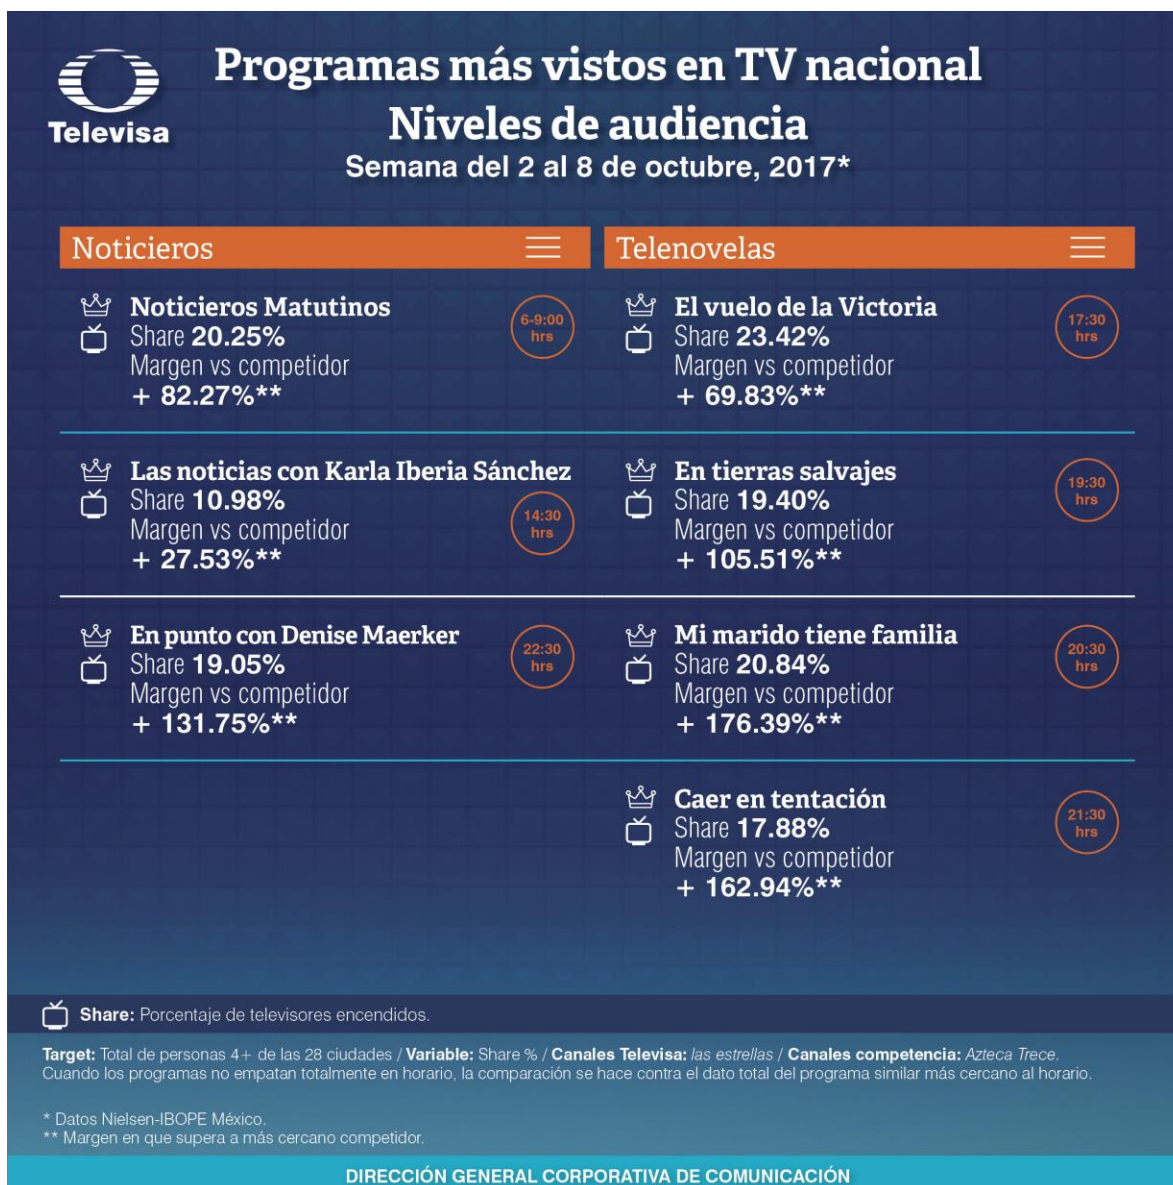 Televisa
Programas más vistos en TV nacional
Niveles de audiencia
Semana del 2 al 8 de octubre, 2017*
Noticieros
Noticieros Matutinos
6-9:00
hrs
Share 20.25%
Margen vs competidor
+ 82.27%**
Las noticias con Karla Iberia Sánchez
Share 10.98%
14:30
hrs
Margen vs competidor
+ 27.53%**
En punto con Denise Maerker
22:30
hrs
Share 19.05%
Margen vs competidor
+ 131.75%**
Telenovelas
El vuelo de la Victoria
17:30
hrs
Share 23.42%
Margen vs competidor
+ 69.83%**
En tierras salvajes
19:30
hrs
Share 19.40%
Margen vs competidor
+ 105.51%**
Mi marido tiene familia
20:30
hrs
Share 20.84%
Margen vs competidor
+ 176.39%**
Caer en tentación
21:30
hrs
Share 17.88%
Margen vs competidor
+ 162.94%**
Share: Porcentaje de televisores encendidos.
Target: Total de personas 4+ de las 28 ciudades / Variable: Share % / Canales Televisa: las estrellas / Canales competencia: Azteca Trece.
Cuando los programas no empatan totalmente en horario, la comparación se hace contra el dato total del programa similar más cercano al horario.
* Datos Nielsen-IBOPE México.
** Margen en que supera a más cercano competidor.
DIRECCIÓN GENERAL CORPORATIVA DE COMUNICACIÓN